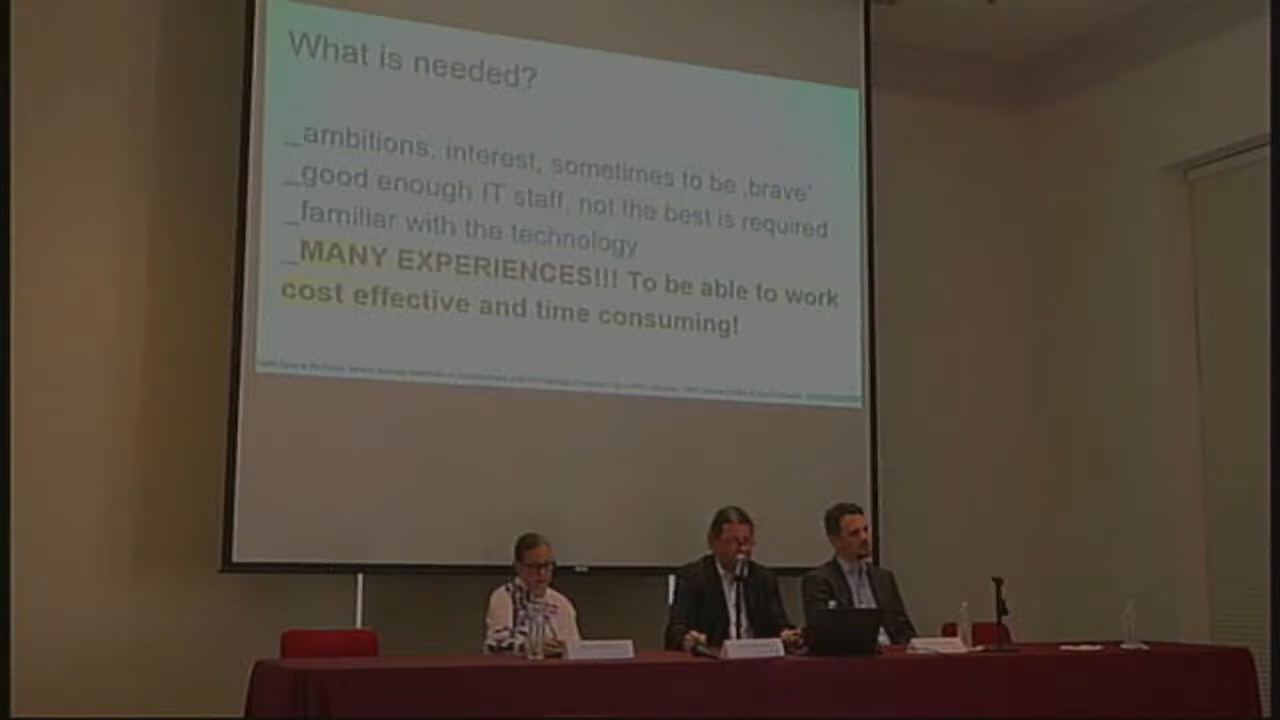 What is needed?
_ambitions, interest, sometimes to be ‚brave'
_good enough IT staff, not the best is required
_familiar with the technology
_MANY EXPERIENCES!!! To be able to work
cost effective and time consuming!